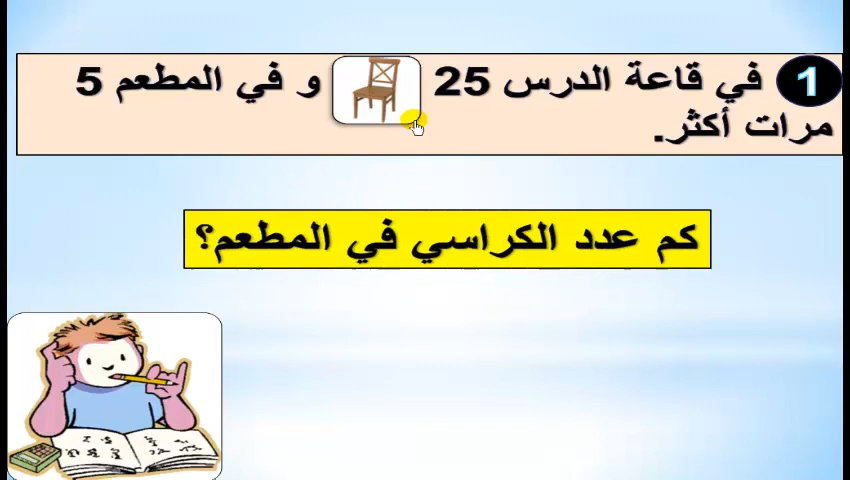 1 في قاعة الدرس 25 و في المطعم 5
مرات أكثر.
كم عدد الكراسي في المطعم؟